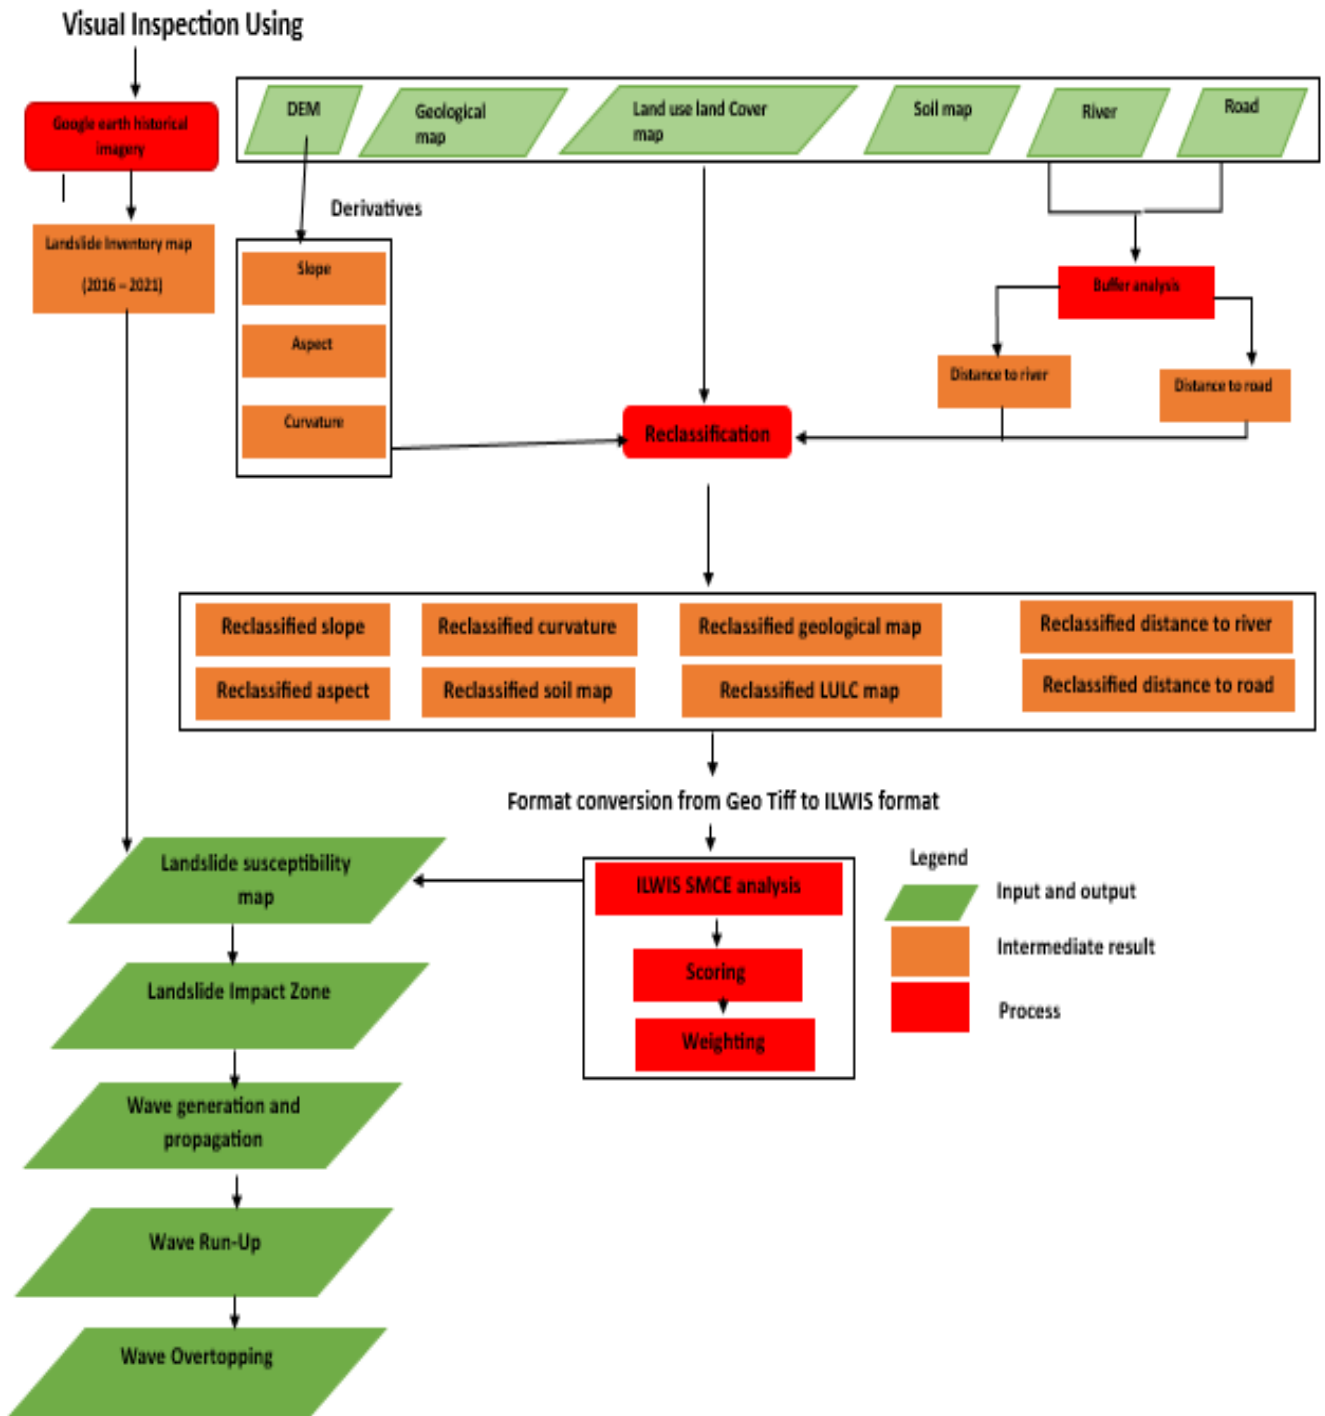 Visual Inspection Using
Google earth historical
imagery
Landslide Inventory map
(2016 – 2021)
DEM
Geological
map
Land use land Cover
map
Soil map
River
Road
Derivatives
Slope
Aspect
Curvature
Buffer analysis
Distance to river
Distance to road
Reclassification
Reclassified slope
Reclassified curvature
Reclassified geological map
Reclassified distance to river
Reclassified aspect
Reclassified soil map
Reclassified LULC map
Reclassified distance to road
Format conversion from Geo Tiff to ILWIS format
ILWIS SMCE analysis
Scoring
Weighting
Landslide susceptibility
map
Landslide Impact Zone
Wave generation and
propagation
Wave Run-Up
Wave Overtopping
Legend
Input and output
Intermediate result
Process